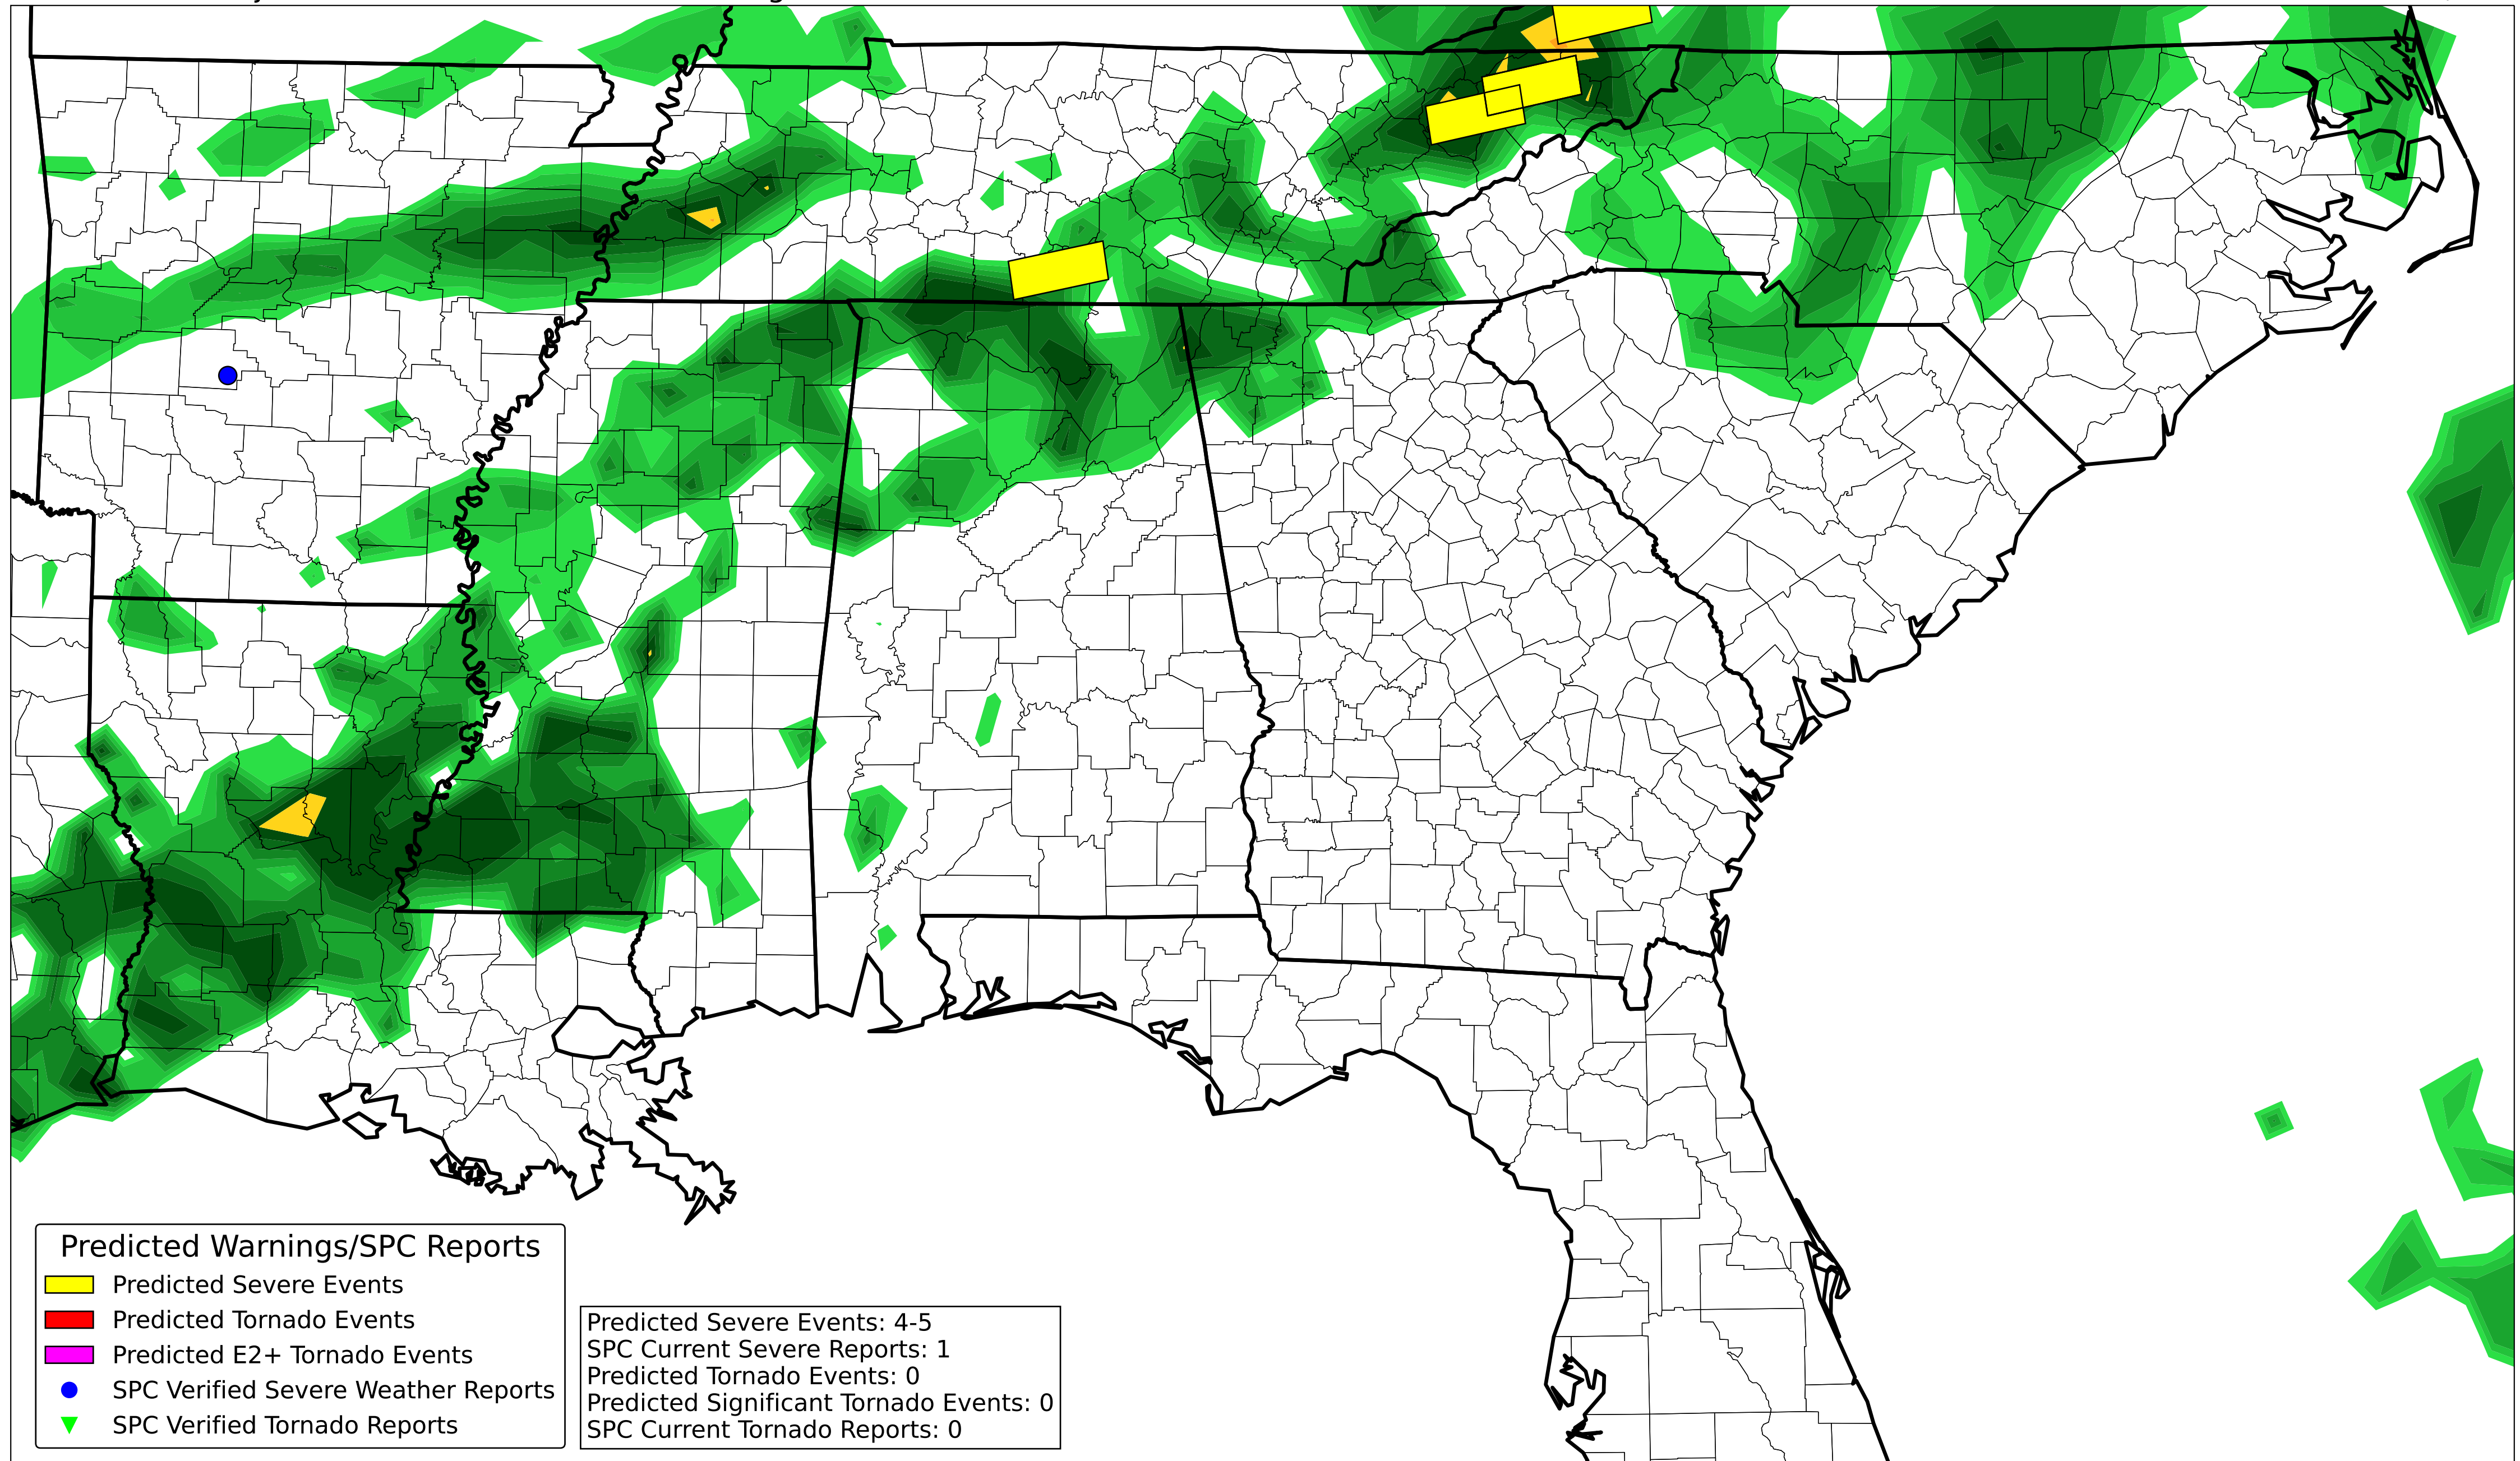 Predicted Warnings/SPC Reports
Predicted Severe Events
Predicted Tornado Events
Predicted E2+ Tornado Events
SPC Verified Severe Weather Reports
SPC Verified Tornado Reports
Predicted Severe Events: 4-5
SPC Current Severe Reports: 1
Predicted Tornado Events: 0
Predicted Significant Tornado Events: 0
SPC Current Tornado Reports: 0